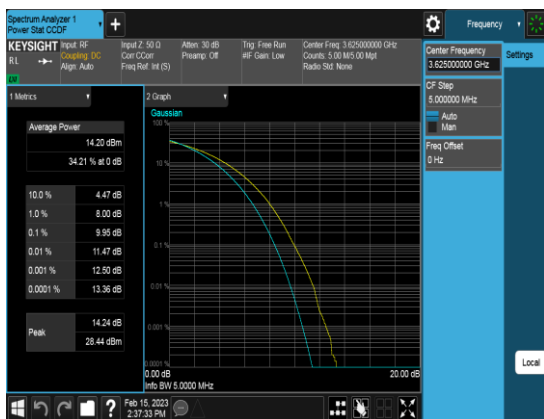 Spectrum Analyzer 1
Power Stat CCDF
+
Frequency
KEYSIGHT
RL
Input: RF
Coupling: DC
Align: Auto
Input Z: 50 Ω
Corr CCorr
Freq Ref: Int (S)
Atten: 30 dB
Preamp: Off
Trig: Free Run
#IF Gain: Low
Center Freq: 3.625000000 GHz
Counts: 5.00 M/5.00 Mpt
Radio Std: None
Center Frequency
3.625000000 GHz
Settings
CF Step
5.000000 MHz
Auto
Man
Freq Offset
0 Hz
1 Metrics
2 Graph
Gaussian
Average Power
14.20 dBm
34.21 % at 0 dB
10.0 % 4.47 dB
1.0 % 8.00 dB
0.1 % 9.95 dB
0.01 % 11.47 dB
0.001 % 12.50 dB
0.0001 % 13.36 dB
Peak
14.24 dB
28.44 dBm
100 %
10 %
1 %
0.1 %
0.01 %
0.001 %
0.0001 %
0.00 dB
20.00 dB
Info BW 5.0000 MHz
Local
?
Feb 15, 2023
2:37:33 PM